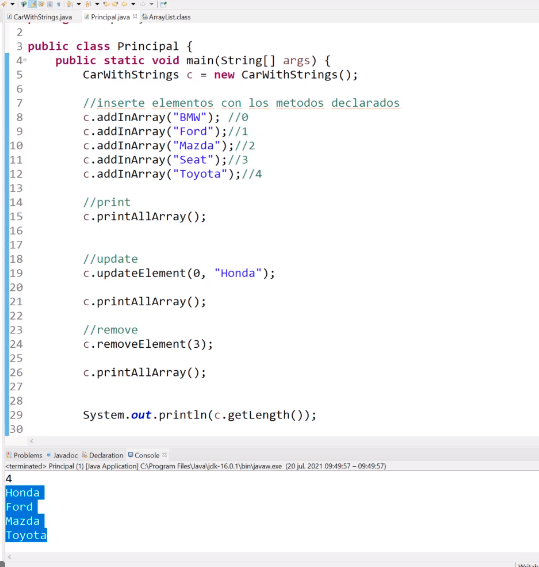 CarWithStrings.java Principal.java ArrayList.class
2
3 public class Principal {
4 public static void main(String[] args) {
5 CarWithStrings c = new CarWithStrings();
6
7 //inserte elementos con los metodos declarados
8 c.addInArray("BMW"); //0
9 c.addInArray("Ford");//1
10 c.addInArray("Mazda");//2
11 c.addInArray("Seat");//3
12 c.addInArray("Toyota");//4
13
14 //print
15 c.printAllArray();
16
17
18 //update
19 c.updateElement(0, "Honda");
20
21 c.printAllArray();
22
23 //remove
24 c.removeElement(3);
25
26 c.printAllArray();
27
28
29 System.out.println(c.getLength());
30
Problems Javadoc Declaration Console
<terminated> Principal (1) [Java Application] C:\Program Files\Java\jdk-16.0.1\bin\javaw.exe (20 jul. 2021 09:49:57 – 09:49:57)
4
Honda
Ford
Mazda
Toyota